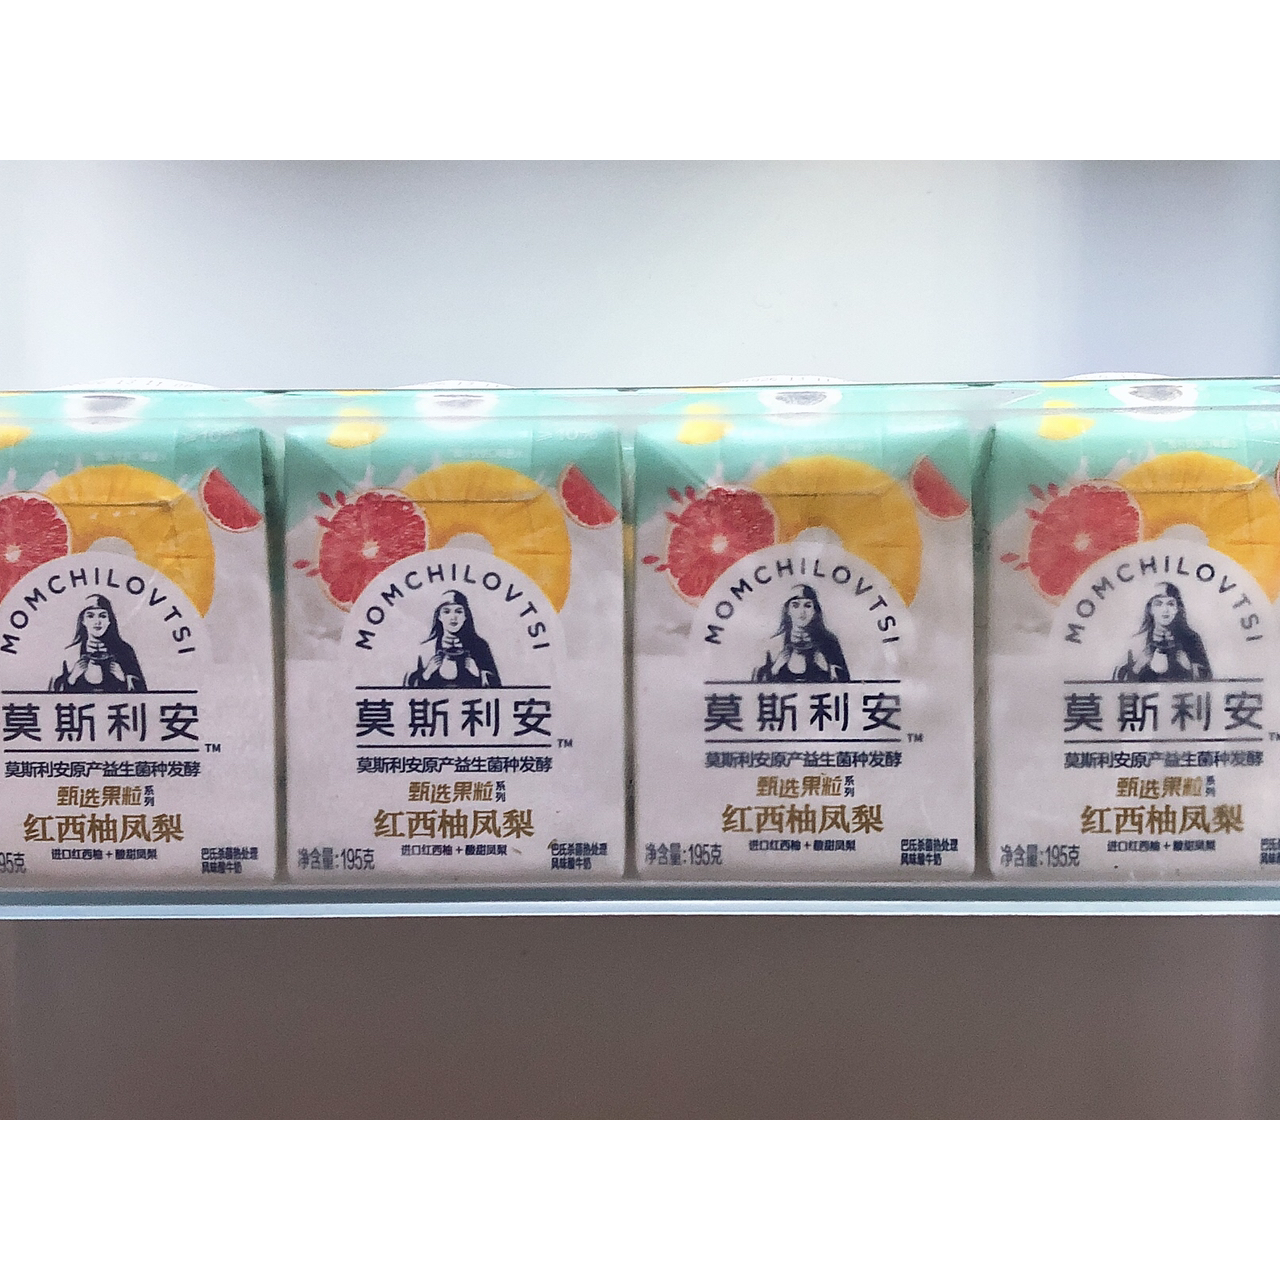 MOMCHILOVTSI
莫斯利安
TM
莫斯利安原产益生菌种发酵
甄选果粒系列
红西柚凤梨
进口红西柚+酸甜凤梨
95克
巴氏杀菌热处理
风味酸牛奶
MOMCHILOVTSI
莫斯利安
TM
莫斯利安原产益生菌种发酵
甄选果粒系列
红西柚凤梨
进口红西柚+酸甜凤梨
净含量:195克
巴氏杀菌热处理
风味酸牛奶
MOMCHILOVTSI
莫斯利安
TM
莫斯利安原产益生菌种发酵
甄选果粒系列
红西柚凤梨
进口红西柚+酸甜凤梨
净含量:195克
巴氏杀菌热处理
风味酸牛奶
MOMCHILOVTSI
莫斯利安
TM
莫斯利安原产益生菌种发酵
甄选果粒系列
红西柚凤梨
进口红西柚+酸甜凤梨
净含量:195克
巴氏
风味